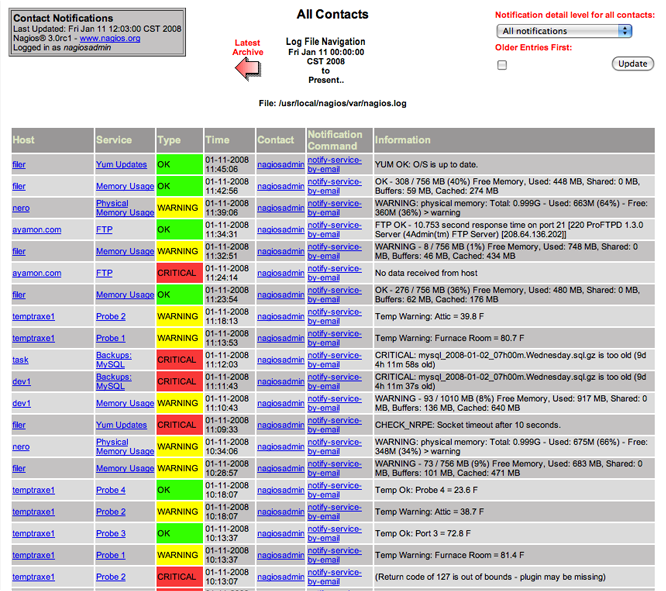 Contact Notifications
Last Updated: Fri Jan 11 12:03:00 CST 2008
Nagios® 3.0rc1 - www.nagios.org
Logged in as nagiosadmin
All Contacts
Latest
Archive
Log File Navigation
Fri Jan 11 00:00:00
CST 2008
to
Present..
File: /usr/local/nagios/var/nagios.log
Notification detail level for all contacts:
All notifications
Older Entries First:
Update
Host Service Type Time Contact Notification Command Information
filer Yum Updates OK 01-11-2008 11:45:06 nagiosadmin notify-service-by-email YUM OK: O/S is up to date.
filer Memory Usage OK 01-11-2008 11:42:56 nagiosadmin notify-service-by-email OK - 308 / 756 MB (40%) Free Memory, Used: 448 MB, Shared: 0 MB, Buffers: 59 MB, Cached: 274 MB
nero Physical Memory Usage WARNING 01-11-2008 11:39:06 nagiosadmin notify-service-by-email WARNING: physical memory: Total: 0.999G - Used: 663M (64%) - Free: 360M (36%) > warning
ayamon.com FTP OK 01-11-2008 11:34:31 nagiosadmin notify-service-by-email FTP OK - 10.753 second response time on port 21 [220 ProFTPD 1.3.0 Server (4Admin(tm) FTP Server) [208.64.136.202]]
filer Memory Usage WARNING 01-11-2008 11:32:51 nagiosadmin notify-service-by-email WARNING - 8 / 756 MB (1%) Free Memory, Used: 748 MB, Shared: 0 MB, Buffers: 46 MB, Cached: 434 MB
ayamon.com FTP CRITICAL 01-11-2008 11:24:14 nagiosadmin notify-service-by-email No data received from host
filer Memory Usage OK 01-11-2008 11:23:54 nagiosadmin notify-service-by-email OK - 276 / 756 MB (36%) Free Memory, Used: 480 MB, Shared: 0 MB, Buffers: 62 MB, Cached: 176 MB
temptraxe1 Probe 2 WARNING 01-11-2008 11:18:13 nagiosadmin notify-service-by-email Temp Warning: Attic = 39.8 F
temptraxe1 Probe 1 WARNING 01-11-2008 11:13:53 nagiosadmin notify-service-by-email Temp Warning: Furnace Room = 80.7 F
task Backups: MySQL CRITICAL 01-11-2008 11:12:03 nagiosadmin notify-service-by-email CRITICAL: mysql_2008-01-02_07h00m.Wednesday.sql.gz is too old (9d 4h 11m 58s old)
dev1 Backups: MySQL CRITICAL 01-11-2008 11:11:43 nagiosadmin notify-service-by-email CRITICAL: mysql_2008-01-02_07h00m.Wednesday.sql.gz is too old (9d 4h 11m 37s old)
dev1 Memory Usage WARNING 01-11-2008 11:10:43 nagiosadmin notify-service-by-email WARNING - 93 / 1010 MB (8%) Free Memory, Used: 917 MB, Shared: 0 MB, Buffers: 136 MB, Cached: 640 MB
filer Yum Updates CRITICAL 01-11-2008 11:09:33 nagiosadmin notify-service-by-email CHECK_NRPE: Socket timeout after 10 seconds.
nero Physical Memory Usage WARNING 01-11-2008 10:34:06 nagiosadmin notify-service-by-email WARNING: physical memory: Total: 0.999G - Used: 675M (66%) - Free: 348M (34%) > warning
filer Memory Usage WARNING 01-11-2008 10:28:57 nagiosadmin notify-service-by-email WARNING - 73 / 756 MB (9%) Free Memory, Used: 683 MB, Shared: 0 MB, Buffers: 101 MB, Cached: 471 MB
temptraxe1 Probe 4 OK 01-11-2008 10:18:07 nagiosadmin notify-service-by-email Temp Ok: Probe 4 = 23.6 F
temptraxe1 Probe 2 WARNING 01-11-2008 10:18:07 nagiosadmin notify-service-by-email Temp Warning: Attic = 38.7 F
temptraxe1 Probe 3 OK 01-11-2008 10:13:37 nagiosadmin notify-service-by-email Temp Ok: Port 3 = 72.8 F
temptraxe1 Probe 1 WARNING 01-11-2008 10:13:37 nagiosadmin notify-service-by-email Temp Warning: Furnace Room = 81.4 F
temptraxe1 Probe 2 CRITICAL 01-11-2008 10:13:07 nagiosadmin notify-service-by-email (Return code of 127 is out of bounds - plugin may be missing)